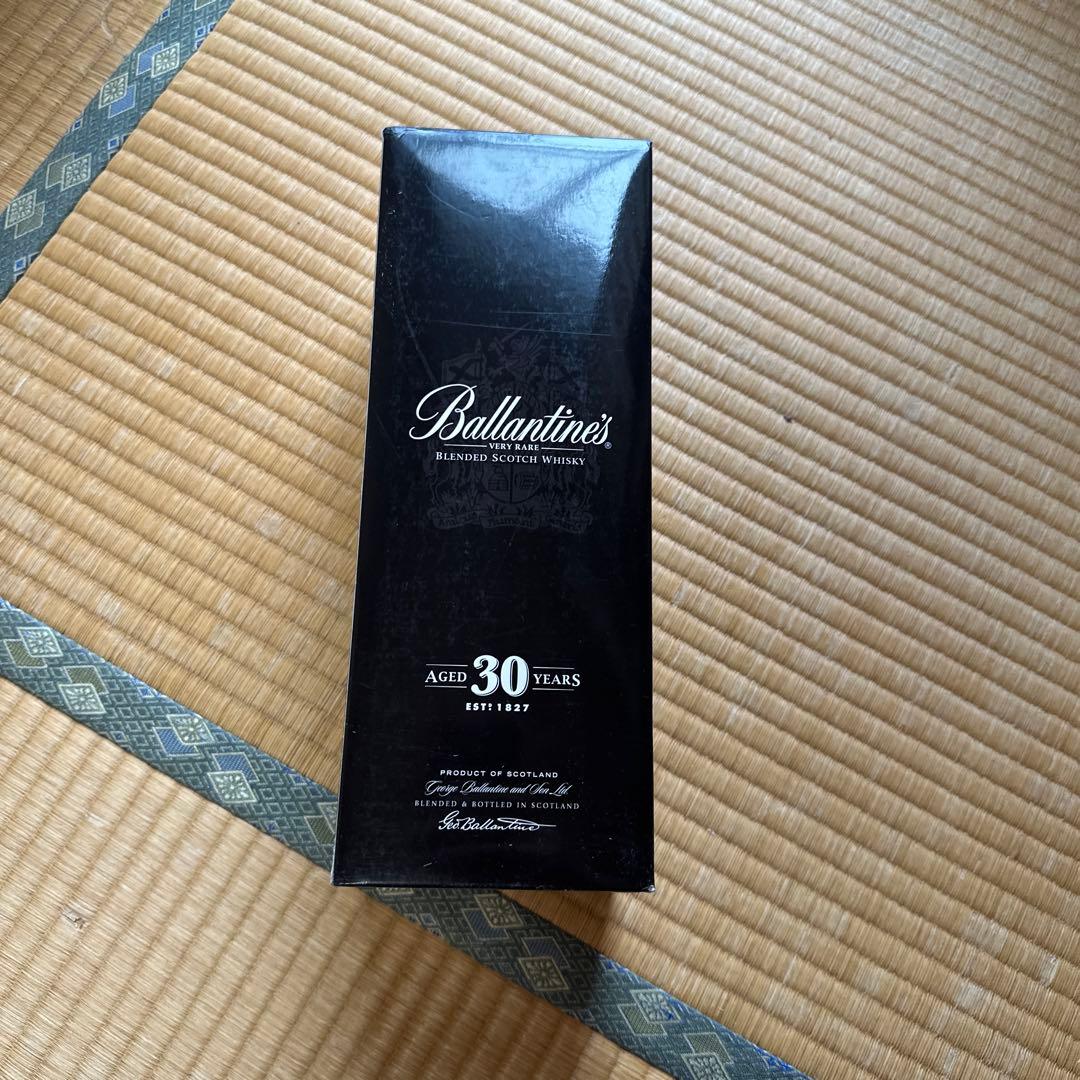 Ballantine's®
VERY RARE
BLENDED SCOTCH WHISKY
AGED 30 YEARS
ESTD 1827
PRODUCT OF SCOTLAND
George Ballantine and Son Ltd.
BLENDED & BOTTLED IN SCOTLAND
Geo. Ballantine